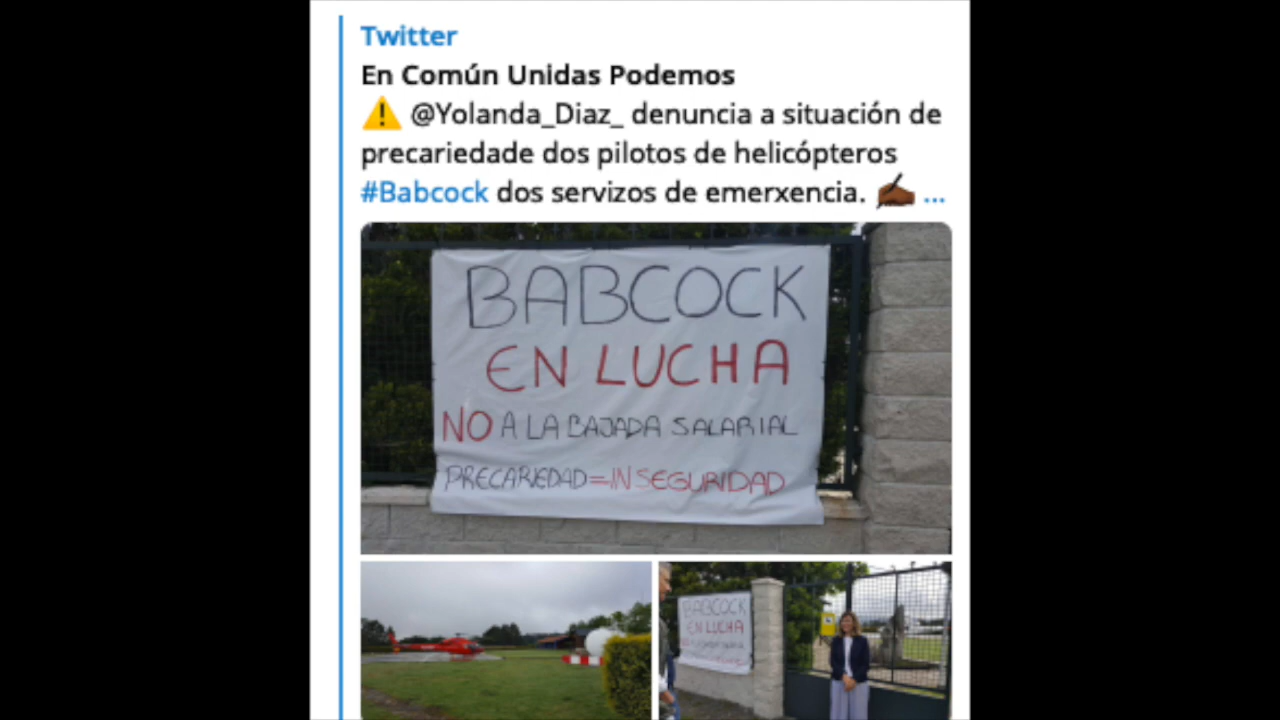 Twitter
En Común Unidas Podemos
⚠️ @Yolanda_Diaz_ denuncia a situación de
precariedade dos pilotos de helicópteros
#Babcock dos servizos de emerxencia. ✍🏾 ...
BABCOCK
EN LUCHA
NO A LA BAJADA SALARIAL
PRECARIEDAD=INSEGURIDAD
BABCOCK
EN LUCHA